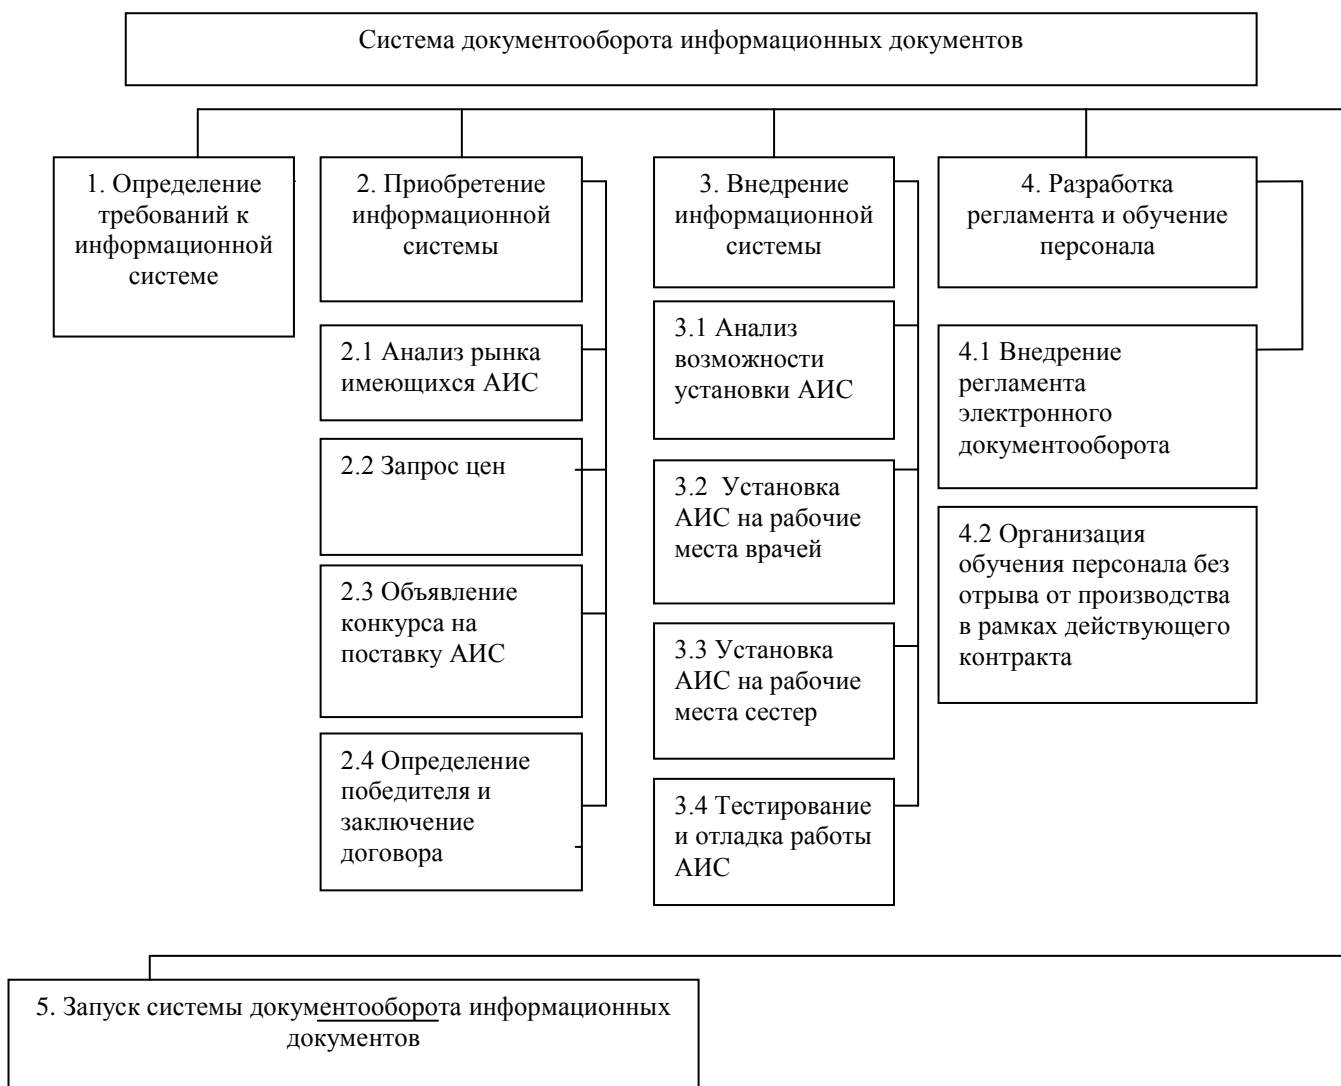 Система документооборота информационных документов
1. Определение
требований к
информационной
системе
2. Приобретение
информационной
системы
2.1 Анализ рынка
имеющихся АИС
2.2 Запрос цен
2.3 Объявление
конкурса на
поставку АИС
2.4 Определение
победителя и
заключение
договора
3. Внедрение
информационной
системы
3.1 Анализ
возможности
установки АИС
3.2 Установка
АИС на рабочие
места врачей
3.3 Установка
АИС на рабочие
места сестер
3.4 Тестирование
и отладка работы
АИС
4. Разработка
регламента и обучение
персонала
4.1 Внедрение
регламента
электронного
документооборота
4.2 Организация
обучения персонала без
отрыва от производства
в рамках действующего
контракта
5. Запуск системы документооборота информационных
документов